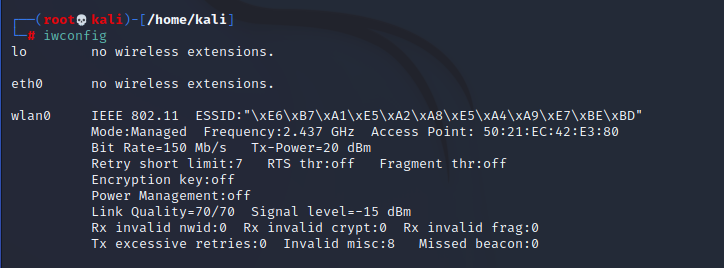 ┌──(root💀kali)-[/home/kali]
└─# iwconfig
lo        no wireless extensions.
eth0      no wireless extensions.
wlan0     IEEE 802.11  ESSID:"\xE6\xB7\xA1\xE5\xA2\xA8\xE5\xA4\xA9\xE7\xBE\xBD"
          Mode:Managed  Frequency:2.437 GHz  Access Point: 50:21:EC:42:E3:80
          Bit Rate=150 Mb/s   Tx-Power=20 dBm
          Retry short limit:7   RTS thr:off   Fragment thr:off
          Encryption key:off
          Power Management:off
          Link Quality=70/70  Signal level=-15 dBm
          Rx invalid nwid:0  Rx invalid crypt:0  Rx invalid frag:0
          Tx excessive retries:0  Invalid misc:8   Missed beacon:0